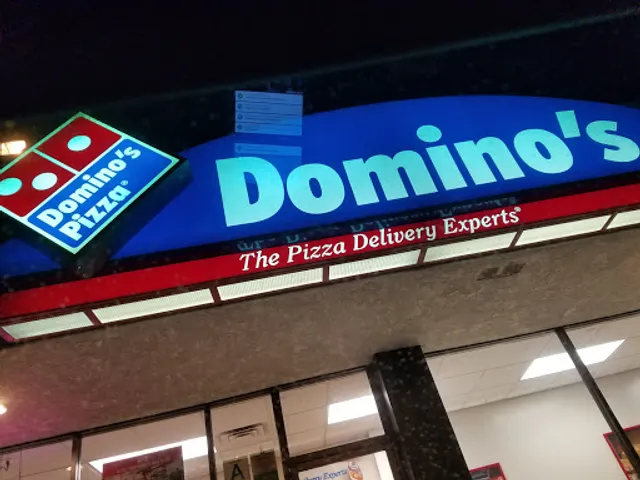 Domino's
Pizza®
Domino's
The Pizza Delivery Experts®
A